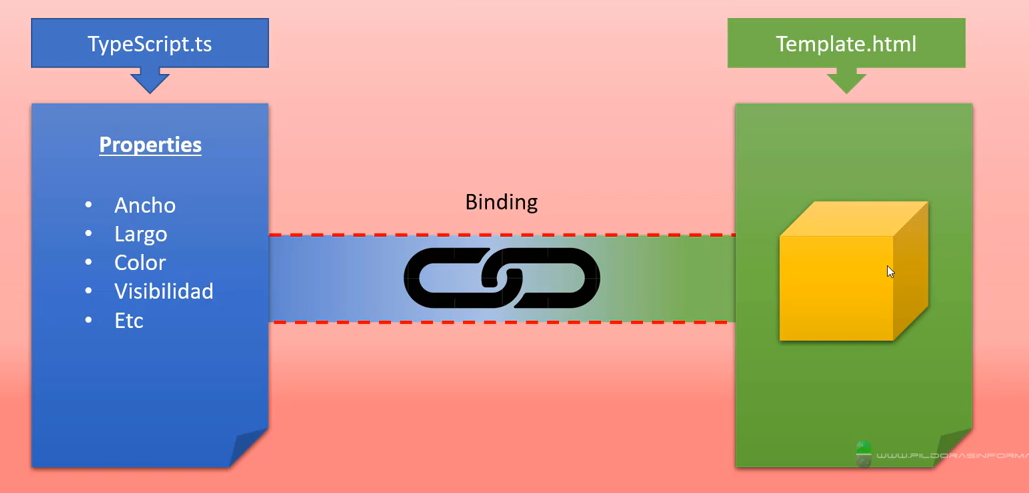 TypeScript.ts
Template.html
Properties
• Ancho
• Largo
• Color
• Visibilidad
• Etc
Binding